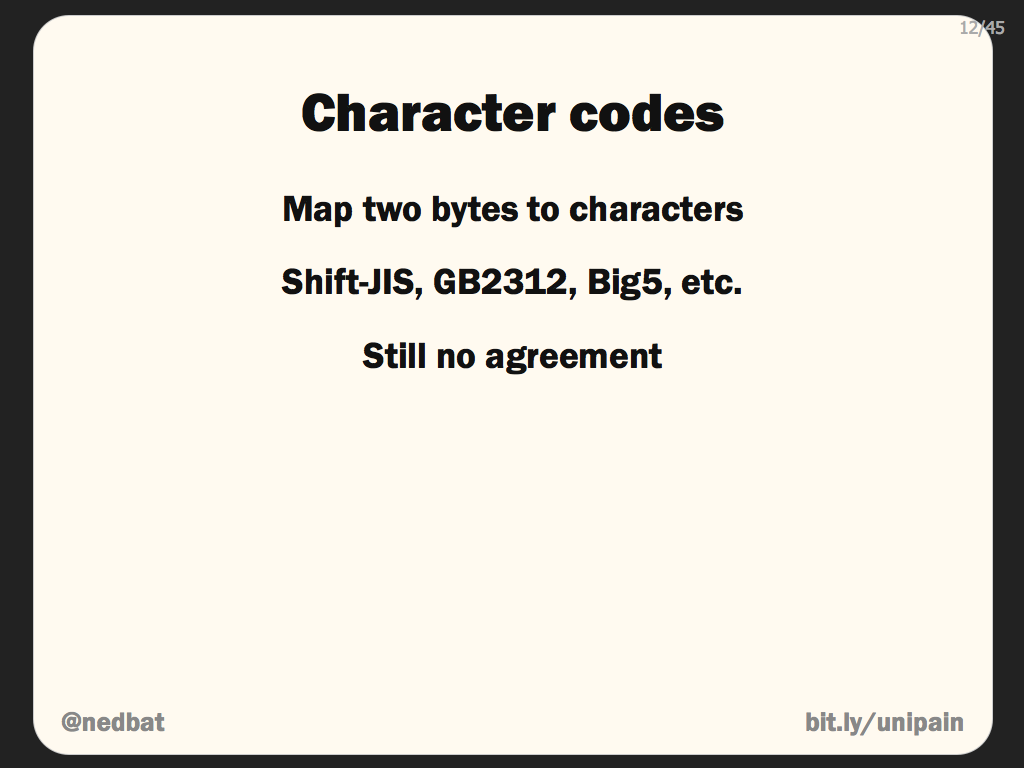 12/45
Character codes
Map two bytes to characters
Shift-JIS, GB2312, Big5, etc.
Still no agreement
@nedbat
bit.ly/unipain